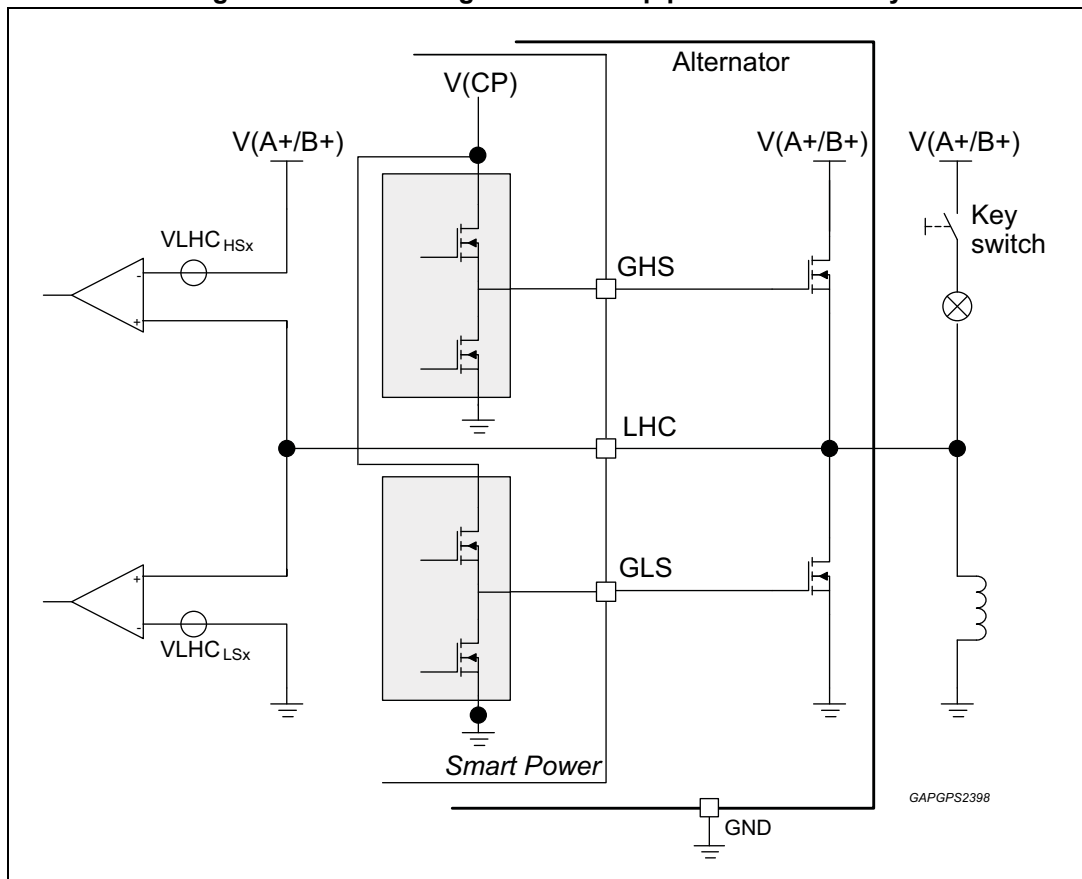 Alternator
V(CP)
V(A+/B+)
V(A+/B+)
V(A+/B+)
Key
switch
VLHC HSx
-
+
GHS
LHC
+
-
GLS
VLHC LSx
Smart Power
GAPGPS2398
GND